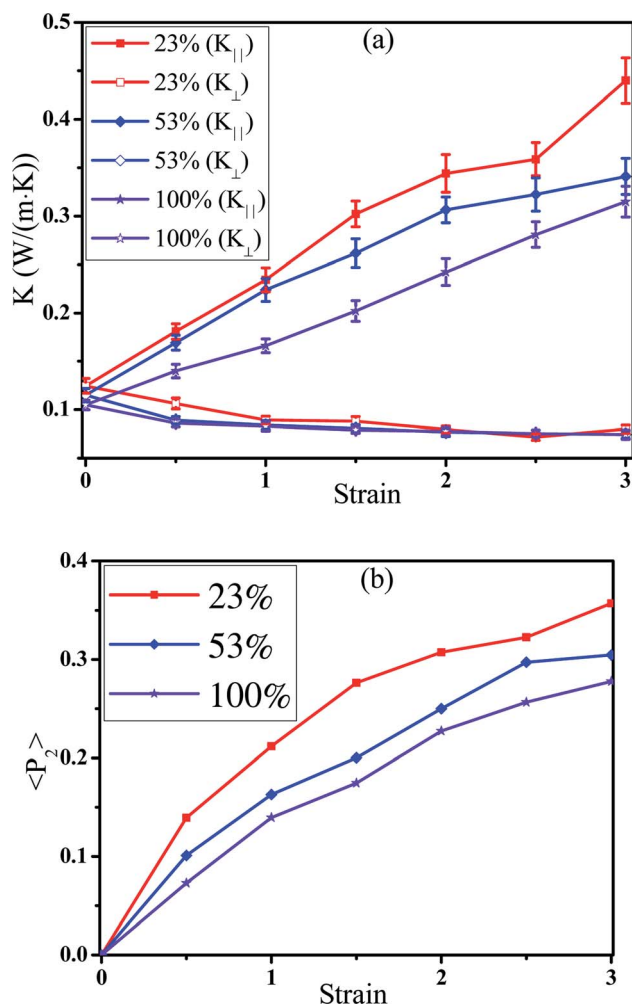 (a)
0.5
0.4
0.3
0.2
0.1
K (W/(m·K))
23% (K||)
23% (K⊥)
53% (K||)
53% (K⊥)
100% (K||)
100% (K⊥)
0 1 2 3
Strain
(b)
0.4
0.3
0.2
0.1
0.0
<P₂>
23%
53%
100%
0 1 2 3
Strain